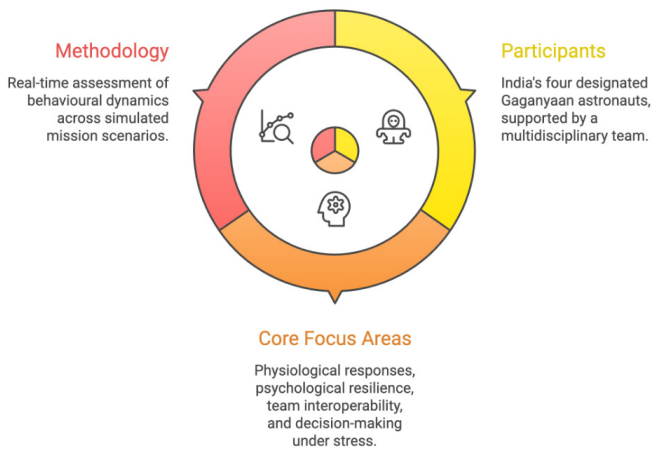 Methodology
Real-time assessment of
behavioural dynamics
across simulated
mission scenarios.
Participants
India's four designated
Gaganyaan astronauts,
supported by a
multidisciplinary team.
Core Focus Areas
Physiological responses,
psychological resilience,
team interoperability,
and decision-making
under stress.